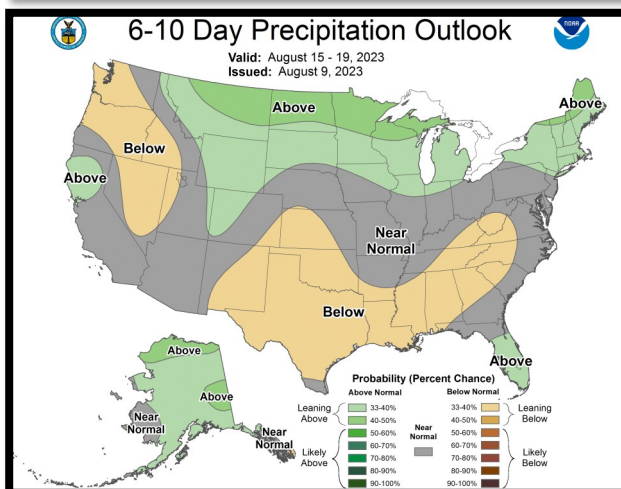 6-10 Day Precipitation Outlook
NOAA
Valid: August 15 - 19, 2023
Issued: August 9, 2023
Above
Above
Below
Above
Near
Normal
Below
Above
Above
Above
Near
Normal
Near
Normal
Probability (Percent Chance)
Above Normal
Below Normal
Leaning
Above
33-40%
40-50%
Likely
Above
50-60%
60-70%
70-80%
80-90%
90-100%
Near
Normal
33-40%
40-50%
Leaning
Below
50-60%
60-70%
70-80%
80-90%
90-100%
Likely
Below